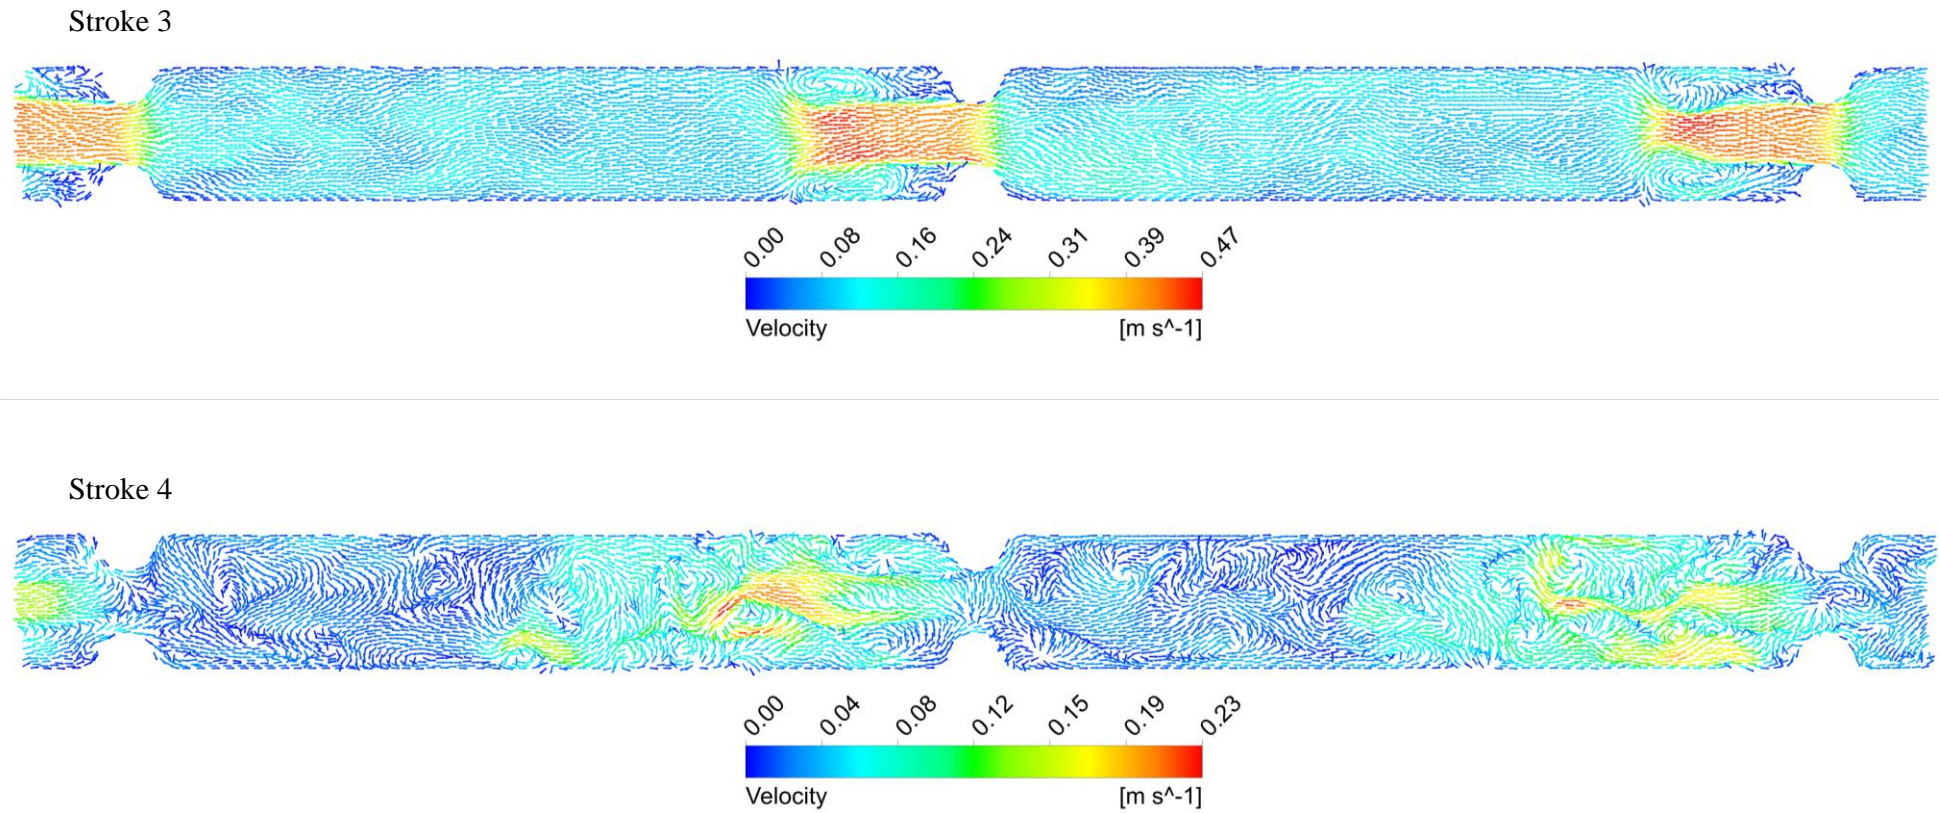 Stroke 3
0.00 0.08 0.16 0.24 0.31 0.39 0.47
Velocity [m s^-1]
Stroke 4
0.00 0.04 0.08 0.12 0.15 0.19 0.23
Velocity [m s^-1]